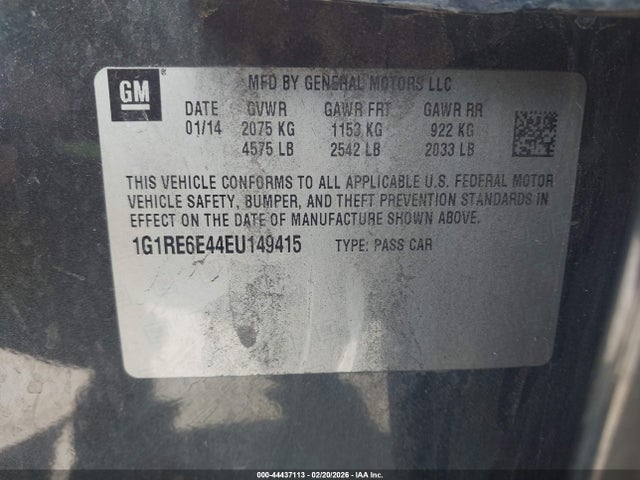 GM ®
MFD BY GENERAL MOTORS LLC
DATE GVWR GAWR FRT GAWR RR
01/14 2075 KG 1153 KG 922 KG
4575 LB 2542 LB 2033 LB
THIS VEHICLE CONFORMS TO ALL APPLICABLE U.S. FEDERAL MOTOR
VEHICLE SAFETY, BUMPER, AND THEFT PREVENTION STANDARDS IN
EFFECT ON THE DATE OF MANUFACTURE SHOWN ABOVE.
1G1RE6E44EU149415 TYPE: PASS CAR
000-44437113 - 02/20/2026 - IAA Inc.